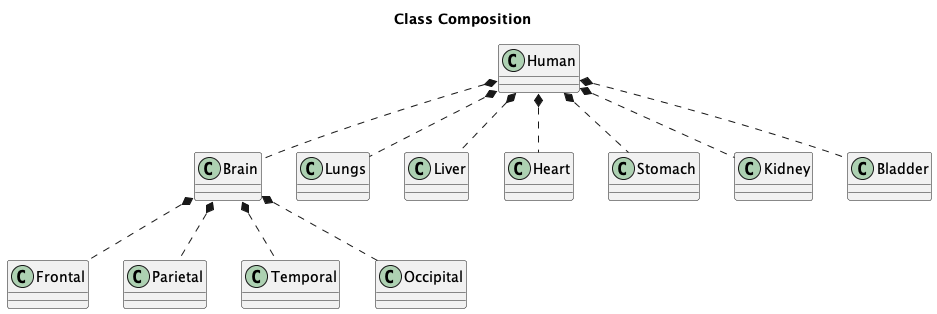 Class Composition
C Human
C Brain C Lungs C Liver C Heart C Stomach C Kidney C Bladder
C Frontal C Parietal C Temporal C Occipital